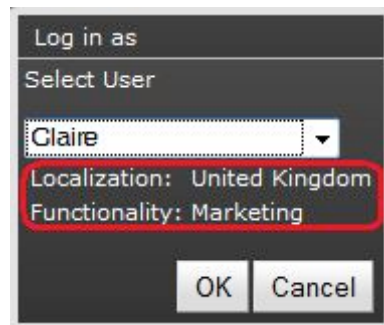 Log in as
Select User
Claire
Localization: United Kingdom
Functionality: Marketing
OK Cancel